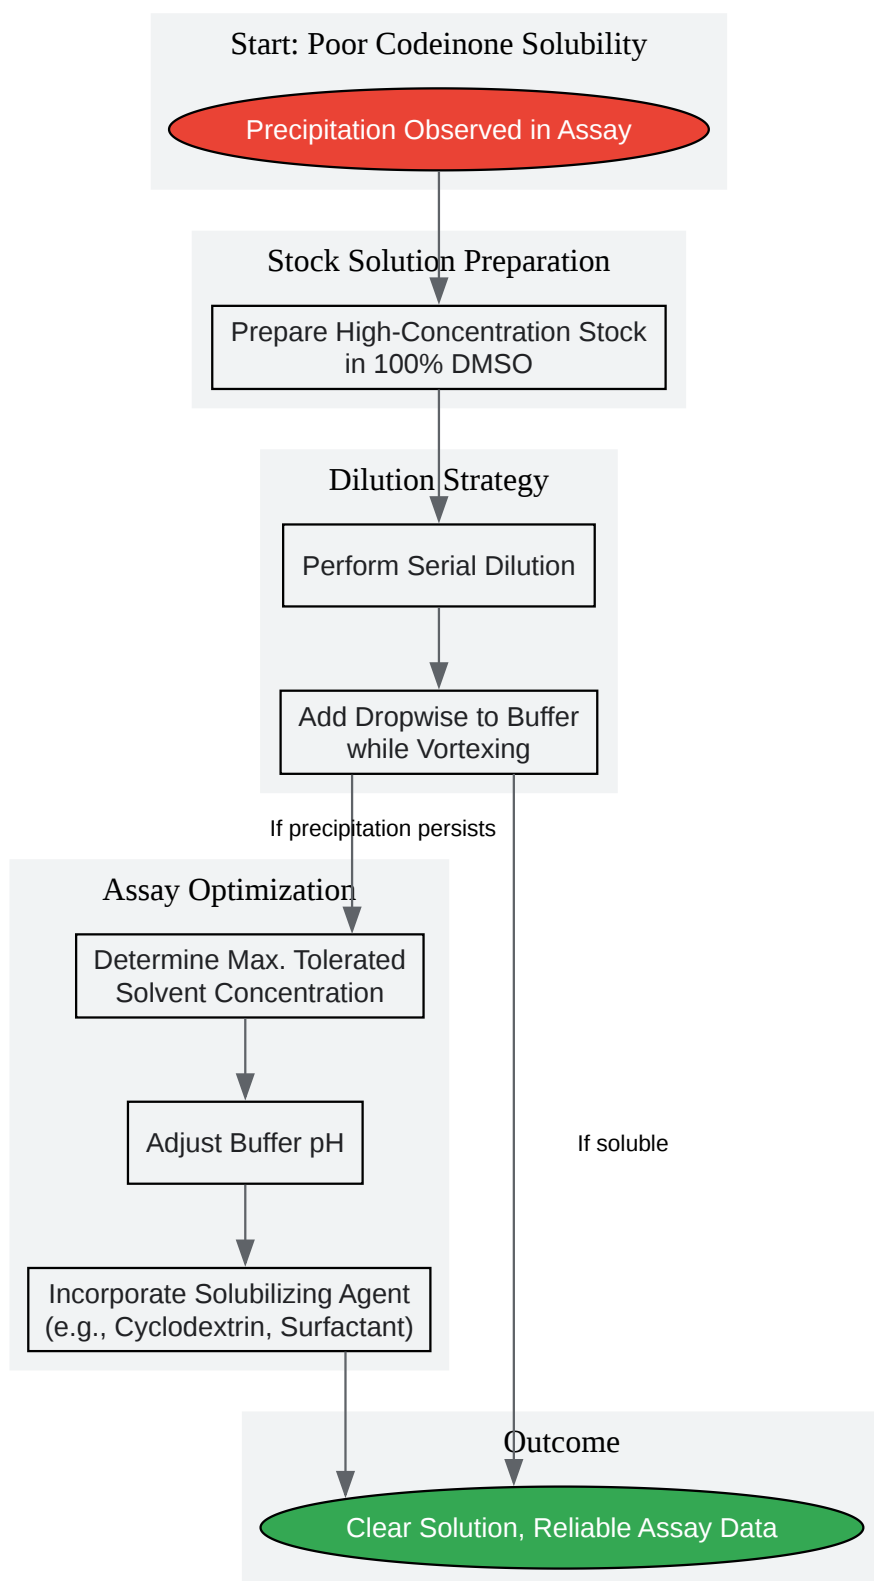 Start: Poor Codeinone Solubility
Precipitation Observed in Assay
Stock Solution Preparation
Prepare High-Concentration Stock
in 100% DMSO
Dilution Strategy
Perform Serial Dilution
Add Dropwise to Buffer
while Vortexing
If precipitation persists
Assay Optimization
Determine Max. Tolerated
Solvent Concentration
Adjust Buffer pH
If soluble
Incorporate Solubilizing Agent
(e.g., Cyclodextrin, Surfactant)
Outcome
Clear Solution, Reliable Assay Data